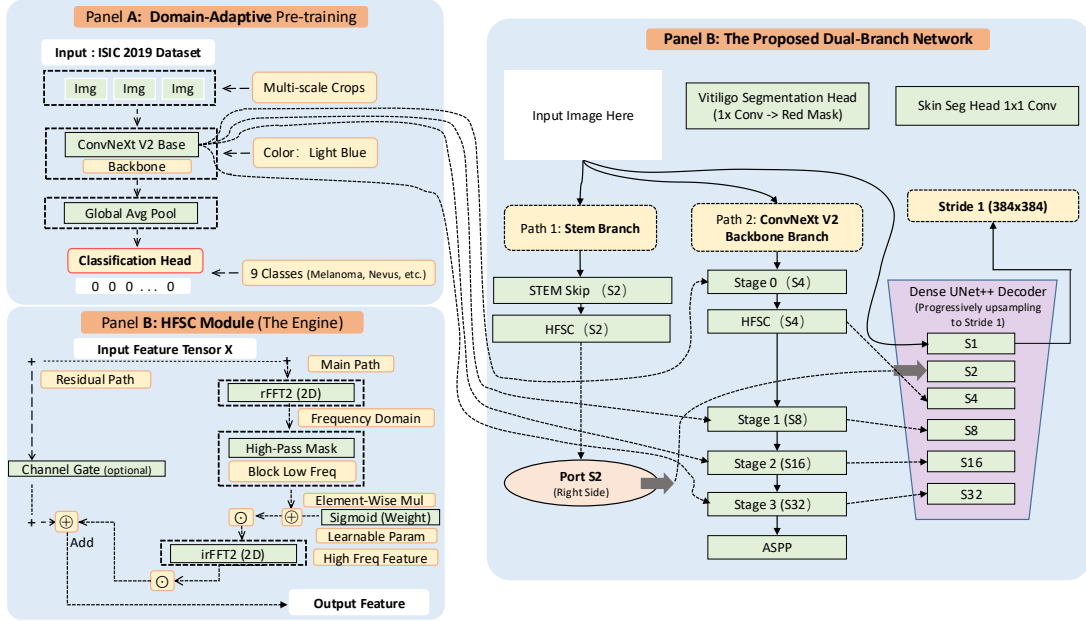 Panel A: Domain-Adaptive Pre-training
Input : ISIC 2019 Dataset
Img Img Img
Multi-scale Crops
ConvNeXt V2 Base
Backbone
Color: Light Blue
Global Avg Pool
Classification Head
9 Classes (Melanoma, Nevus, etc.)
0 0 0 ... 0
Panel B: HFSC Module (The Engine)
Input Feature Tensor X
Main Path
Residual Path
rFFT2 (2D)
Frequency Domain
High-Pass Mask
Block Low Freq
Channel Gate (optional)
Element-Wise Mul
Sigmoid (Weight)
Learnable Param
Add
irFFT2 (2D)
High Freq Feature
Output Feature
Panel B: The Proposed Dual-Branch Network
Input Image Here
Vitiligo Segmentation Head
(1x Conv -> Red Mask)
Skin Seg Head 1x1 Conv
Path 1: Stem Branch
Path 2: ConvNeXt V2
Backbone Branch
Stride 1 (384x384)
STEM Skip (S2)
HFSC (S2)
Stage 0 (S4)
HFSC (S4)
Stage 1 (S8)
Stage 2 (S16)
Stage 3 (S32)
ASPP
Port S2
(Right Side)
Dense UNet++ Decoder
(Progressively upsampling
to Stride 1)
S1
S2
S4
S8
S16
S32